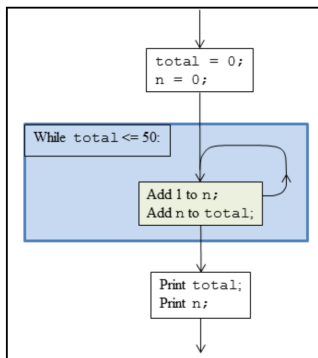 total = 0;
n = 0;
While total <= 50:
Add 1 to n;
Add n to total;
Print total;
Print n;